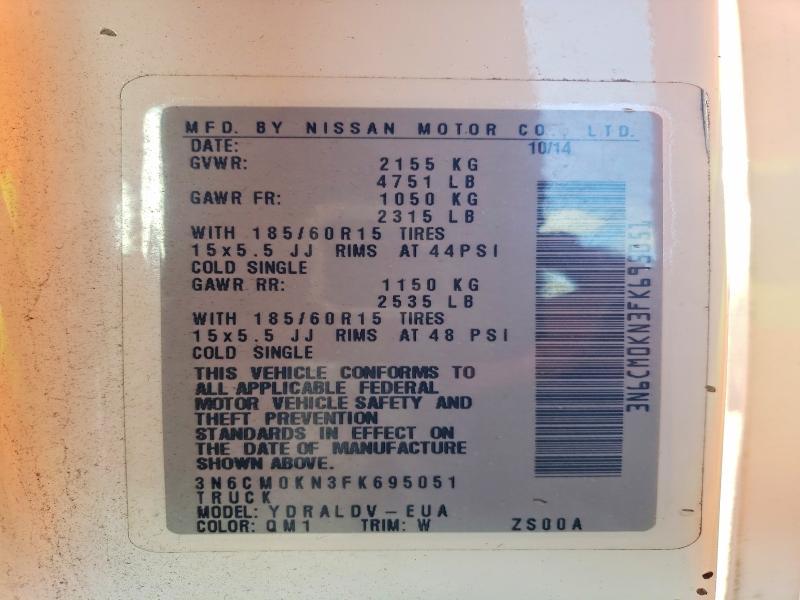 MFD. BY NISSAN MOTOR CO., LTD.
DATE: 10/14
GVWR: 2155 KG
4751 LB
GAWR FR: 1050 KG
2315 LB
WITH 185/60R15 TIRES
15x5.5 JJ RIMS AT 44PSI
COLD SINGLE
GAWR RR: 1150 KG
2535 LB
WITH 185/60R15 TIRES
15x5.5 JJ RIMS AT 48 PSI
COLD SINGLE
THIS VEHICLE CONFORMS TO
ALL APPLICABLE FEDERAL
MOTOR VEHICLE SAFETY AND
THEFT PREVENTION
STANDARDS IN EFFECT ON
THE DATE OF MANUFACTURE
SHOWN ABOVE.
3N6CM0KN3FK695051
TRUCK
MODEL: YDRALDV-EUA
COLOR: QM1 TRIM: W ZS00A
3N6CM0KN3FK695051